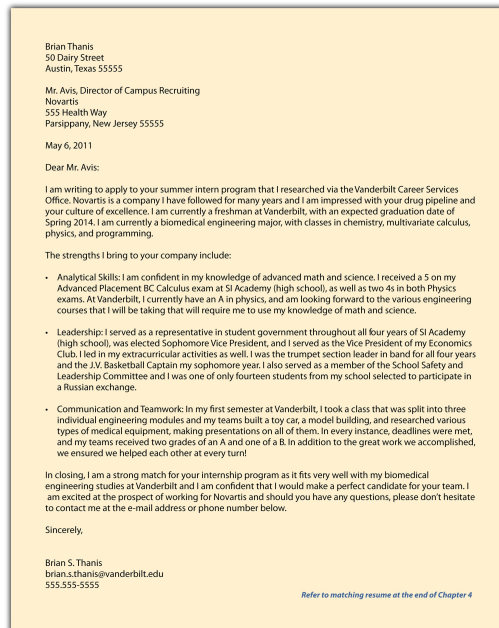 Brian Thanis
50 Dairy Street
Austin, Texas 55555
Mr. Avis, Director of Campus Recruiting
Novartis
555 Health Way
Parsippany, New Jersey 55555
May 6, 2011
Dear Mr. Avis:
I am writing to apply to your summer intern program that I researched via the Vanderbilt Career Services
Office. Novartis is a company I have followed for many years and I am impressed with your drug pipeline and
your culture of excellence. I am currently a freshman at Vanderbilt, with an expected graduation date of
Spring 2014. I am currently a biomedical engineering major, with classes in chemistry, multivariate calculus,
physics, and programming.
The strengths I bring to your company include:
• Analytical Skills: I am confident in my knowledge of advanced math and science. I received a 5 on my
Advanced Placement BC Calculus exam at SI Academy (high school), as well as two 4s in both Physics
exams. At Vanderbilt, I currently have an A in physics, and am looking forward to the various engineering
courses that I will be taking that will require me to use my knowledge of math and science.
• Leadership: I served as a representative in student government throughout all four years of SI Academy
(high school), was elected Sophomore Vice President, and I served as the Vice President of my Economics
Club. I led in my extracurricular activities as well. I was the trumpet section leader in band for all four years
and the J.V. Basketball Captain my sophomore year. I also served as a member of the School Safety and
Leadership Committee and I was one of only fourteen students from my school selected to participate in
a Russian exchange.
• Communication and Teamwork: In my first semester at Vanderbilt, I took a class that was split into three
individual engineering modules and my teams built a toy car, a model building, and researched various
types of medical equipment, making presentations on all of them. In every instance, deadlines were met,
and my teams received two grades of an A and one of a B. In addition to the great work we accomplished,
we ensured we helped each other at every turn!
In closing, I am a strong match for your internship program as it fits very well with my biomedical
engineering studies at Vanderbilt and I am confident that I would make a perfect candidate for your team. I
am excited at the prospect of working for Novartis and should you have any questions, please don't hesitate
to contact me at the e-mail address or phone number below.
Sincerely,
Brian S. Thanis
brian.s.thanis@vanderbilt.edu
555.555-5555
Refer to matching resume at the end of Chapter 4